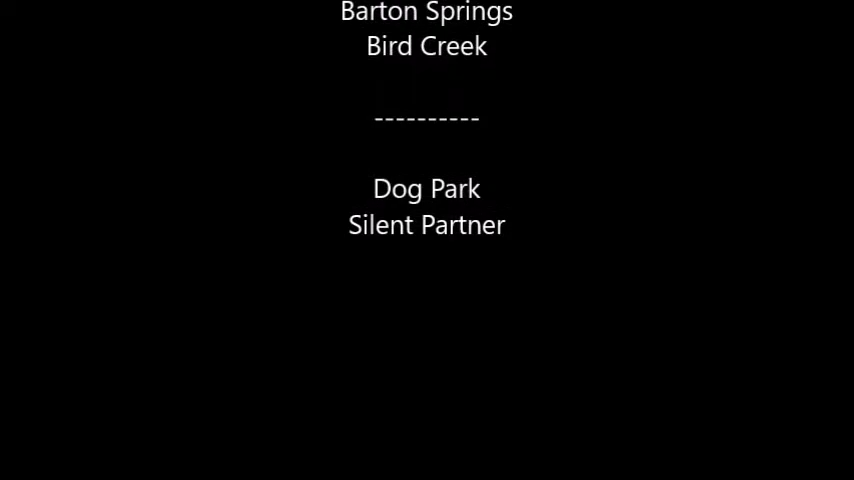 Barton Springs
Bird Creek
----------
Dog Park
Silent Partner